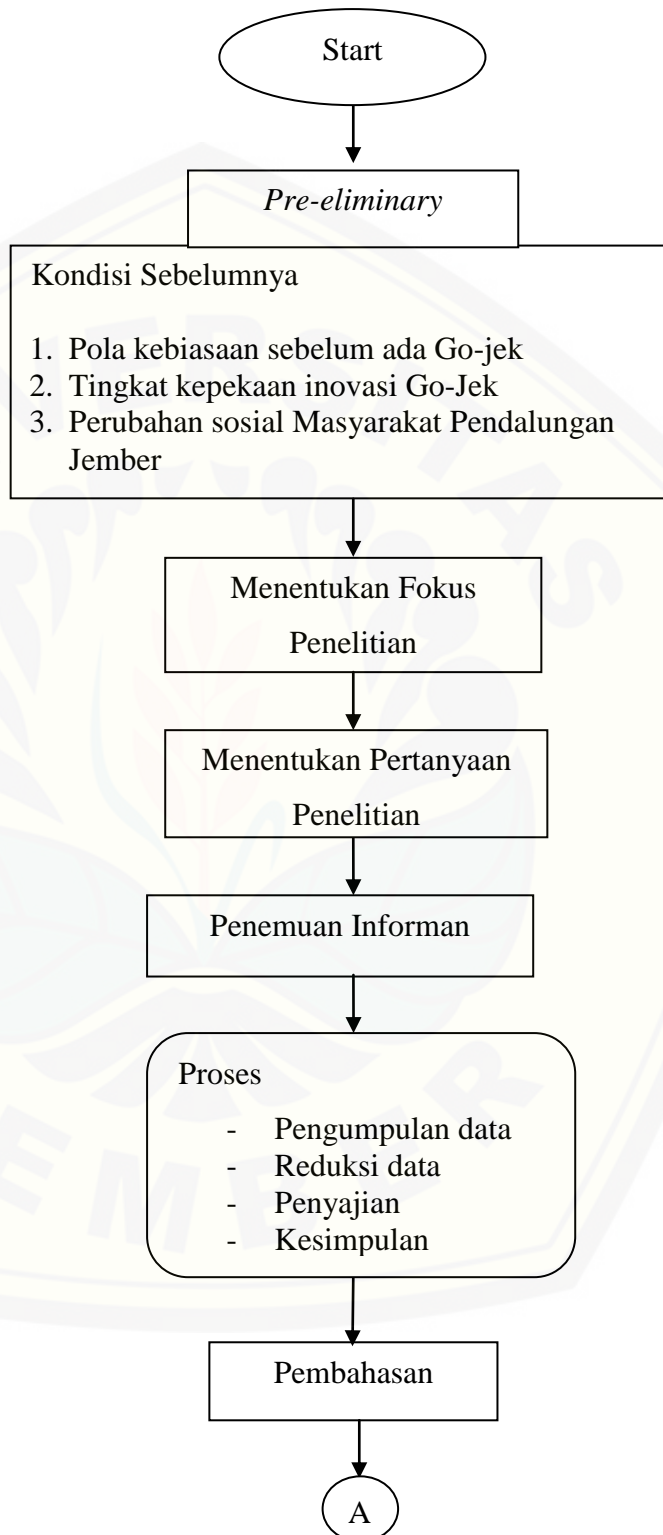 Start
Pre-eliminary
Kondisi Sebelumnya
1. Pola kebiasaan sebelum ada Go-jek
2. Tingkat kepekaan inovasi Go-Jek
3. Perubahan sosial Masyarakat Pendalungan
Jember
Menentukan Fokus
Penelitian
Menentukan Pertanyaan
Penelitian
Penemuan Informan
Proses
- Pengumpulan data
- Reduksi data
- Penyajian
- Kesimpulan
Pembahasan
A